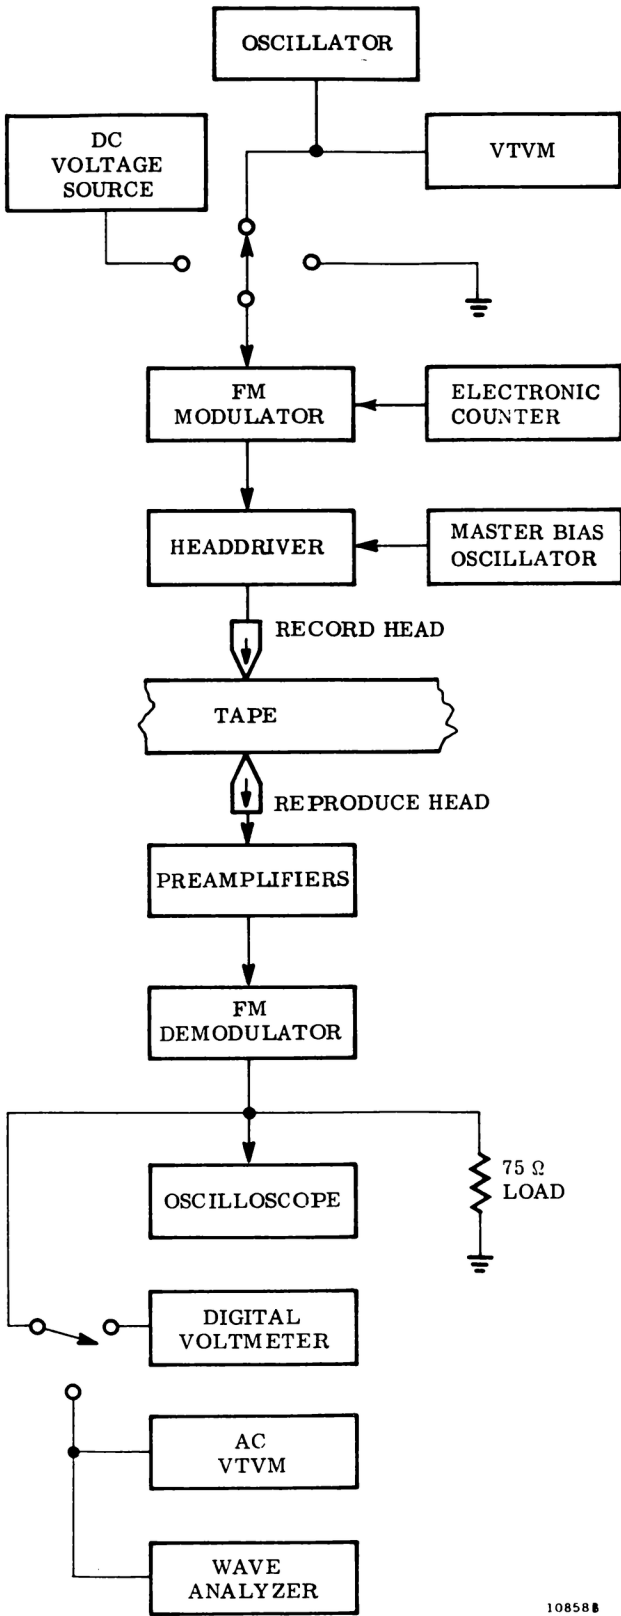 OSCILLATOR
DC
VOLTAGE
SOURCE
VTVM
FM
MODULATOR
ELECTRONIC
COUNTER
HEADDRIVER
MASTER BIAS
OSCILLATOR
RECORD HEAD
TAPE
REPRODUCE HEAD
PREAMPLIFIERS
FM
DEMODULATOR
OSCILLOSCOPE
75 Ω
LOAD
DIGITAL
VOLTMETER
AC
VTVM
WAVE
ANALYZER
10858B